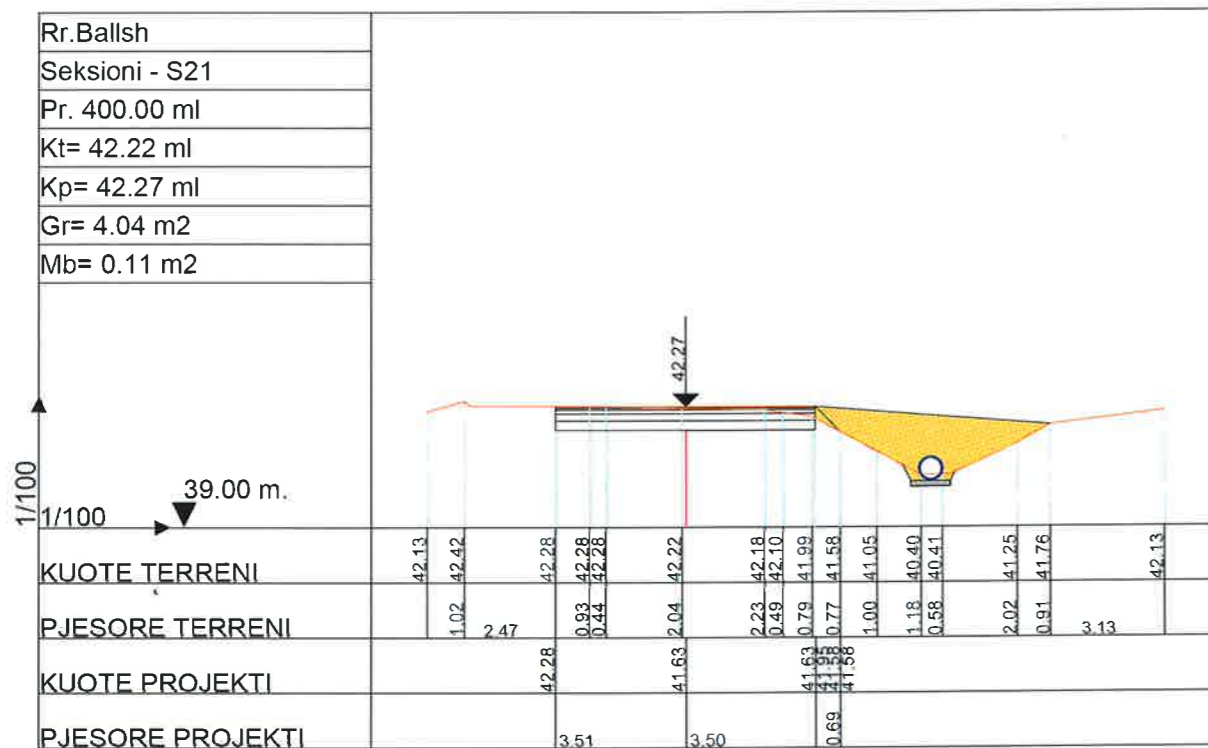 Rr.Ballsh
Seksioni - S21
Pr. 400.00 ml
Kt= 42.22 ml
Kp= 42.27 ml
Gr= 4.04 m2
Mb= 0.11 m2
42.27
1/100
39.00 m.
1/100
KUOTE TERRENI 42.13 42.42 42.28 42.28 42.28 42.22 42.18 42.10 41.99 41.58 41.05 40.40 40.41 41.25 41.76 42.13
PJESORE TERRENI 1.02 2.47 0.93 0.44 2.04 2.23 0.49 0.79 0.77 1.00 1.18 0.58 2.02 0.91 3.13
KUOTE PROJEKTI 42.28 41.63 41.63 41.58
PJESORE PROJEKTI 3.51 3.50 0.69